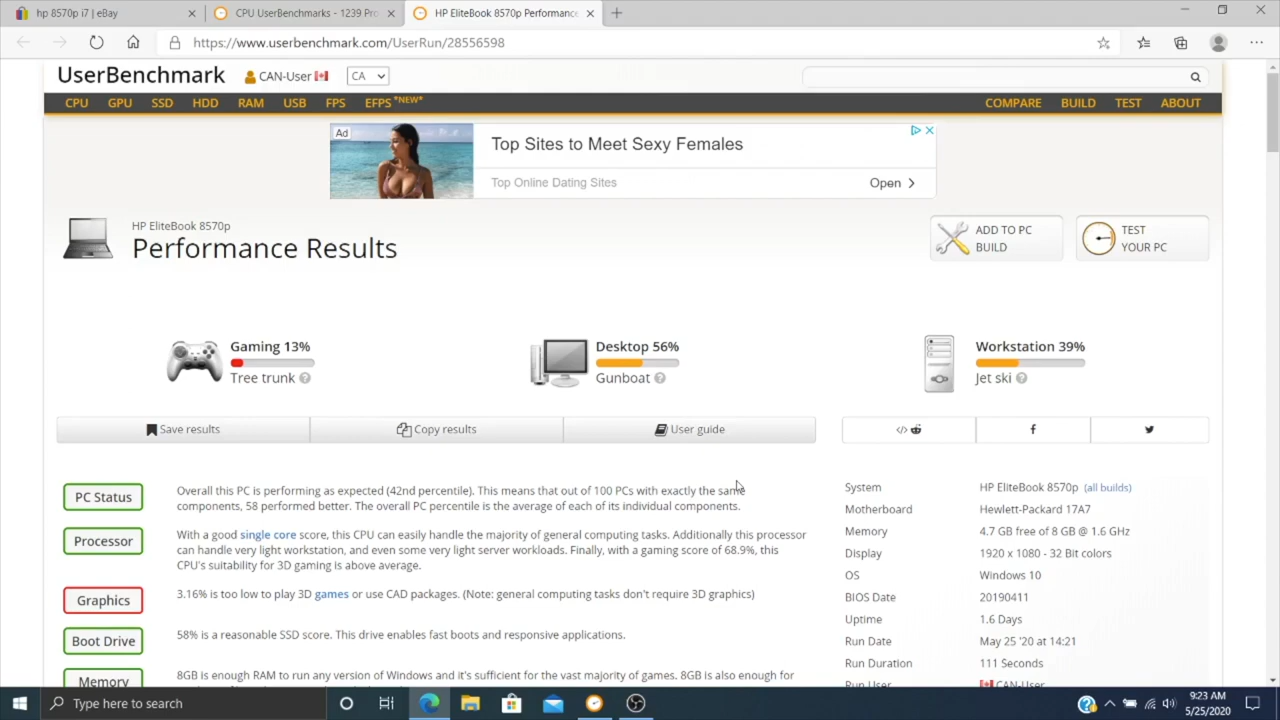 hp 8570p i7 | eBay
CPU UserBenchmarks - 1239 Pro
HP EliteBook 8570p Performance
https://www.userbenchmark.com/UserRun/28556598
UserBenchmark CAN-User CA
CPU GPU SSD HDD RAM USB FPS EFPS *NEW* COMPARE BUILD TEST ABOUT
Ad
Top Sites to Meet Sexy Females
Top Online Dating Sites
Open
HP EliteBook 8570p
Performance Results
ADD TO PC
BUILD
TEST
YOUR PC
Gaming 13%
Tree trunk
Desktop 56%
Gunboat
Workstation 39%
Jet ski
Save results
Copy results
User guide
PC Status
Overall this PC is performing as expected (42nd percentile). This means that out of 100 PCs with exactly the same
components, 58 performed better. The overall PC percentile is the average of each of its individual components.
Processor
With a good single core score, this CPU can easily handle the majority of general computing tasks. Additionally this processor
can handle very light workstation, and even some very light server workloads. Finally, with a gaming score of 68.9%, this
CPU's suitability for 3D gaming is above average.
Graphics
3.16% is too low to play 3D games or use CAD packages. (Note: general computing tasks don't require 3D graphics)
Boot Drive
58% is a reasonable SSD score. This drive enables fast boots and responsive applications.
Memory
8GB is enough RAM to run any version of Windows and it's sufficient for the vast majority of games. 8GB is also enough for
System HP EliteBook 8570p (all builds)
Motherboard Hewlett-Packard 17A7
Memory 4.7 GB free of 8 GB @ 1.6 GHz
Display 1920 x 1080 - 32 Bit colors
OS Windows 10
BIOS Date 20190411
Uptime 1.6 Days
Run Date May 25 '20 at 14:21
Run Duration 111 Seconds
Run User CAN-User
Type here to search
9:23 AM
5/25/2020